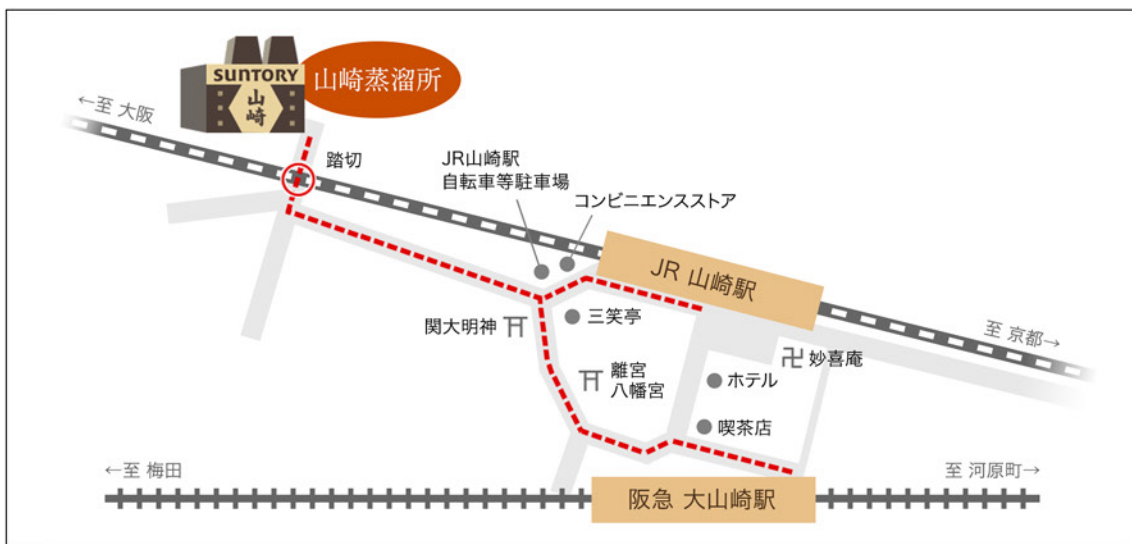 SUNTORY
山崎
山崎蒸溜所
←至 大阪
踏切
JR山崎駅
自転車等駐車場
コンビニエンスストア
JR 山崎駅
関大明神
三笑亭
至 京都→
妙喜庵
離宮
八幡宮
ホテル
喫茶店
←至 梅田
至 河原町→
阪急 大山崎駅